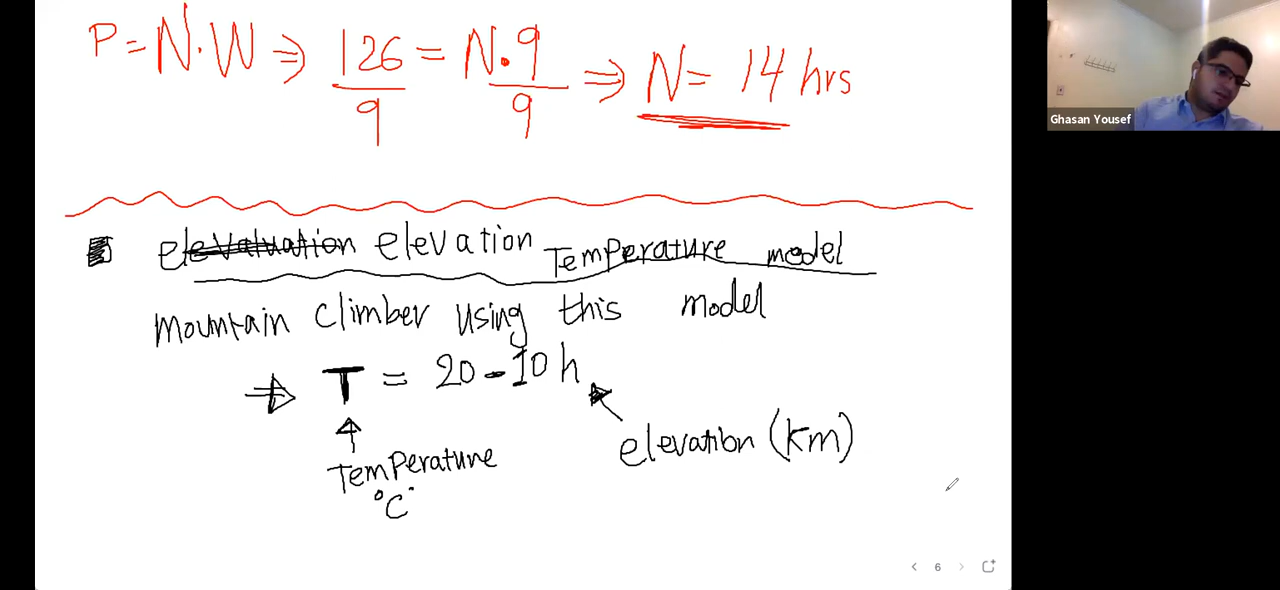 P = N.W ⇒ 126/9 = N.9/9 ⇒ N = 14 hrs
Ghasan Yousef
elevaluation elevation Temperature model
mountain climber using this model
⇒ T = 20 - 10 h
elevation (Km)
Temperature
°C
6